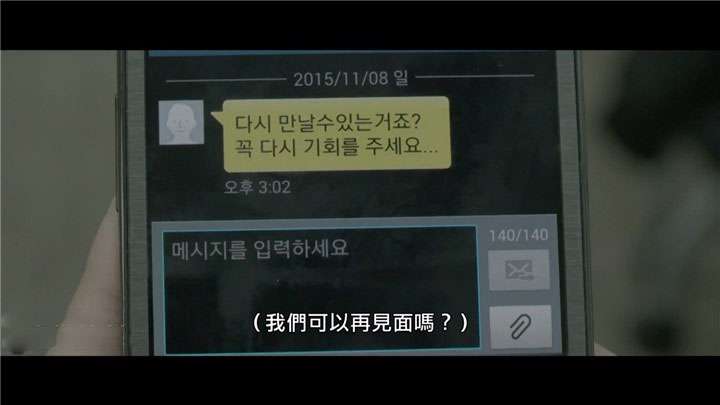 2015/11/08 일
다시 만날수있는거죠?
꼭 다시 기회를 주세요...
오후 3:02
140/140
메시지를 입력하세요
（我們可以再見面嗎？）